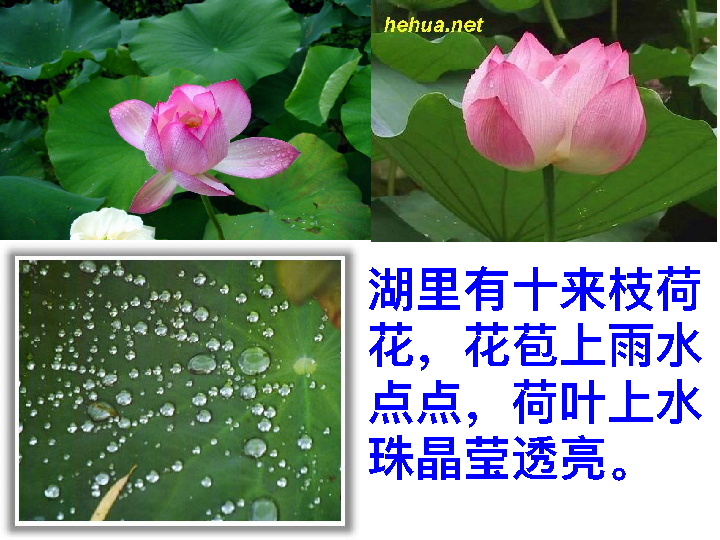 hehua.net
湖里有十来枝荷
花，花苞上雨水
点点，荷叶上水
珠晶莹透亮。